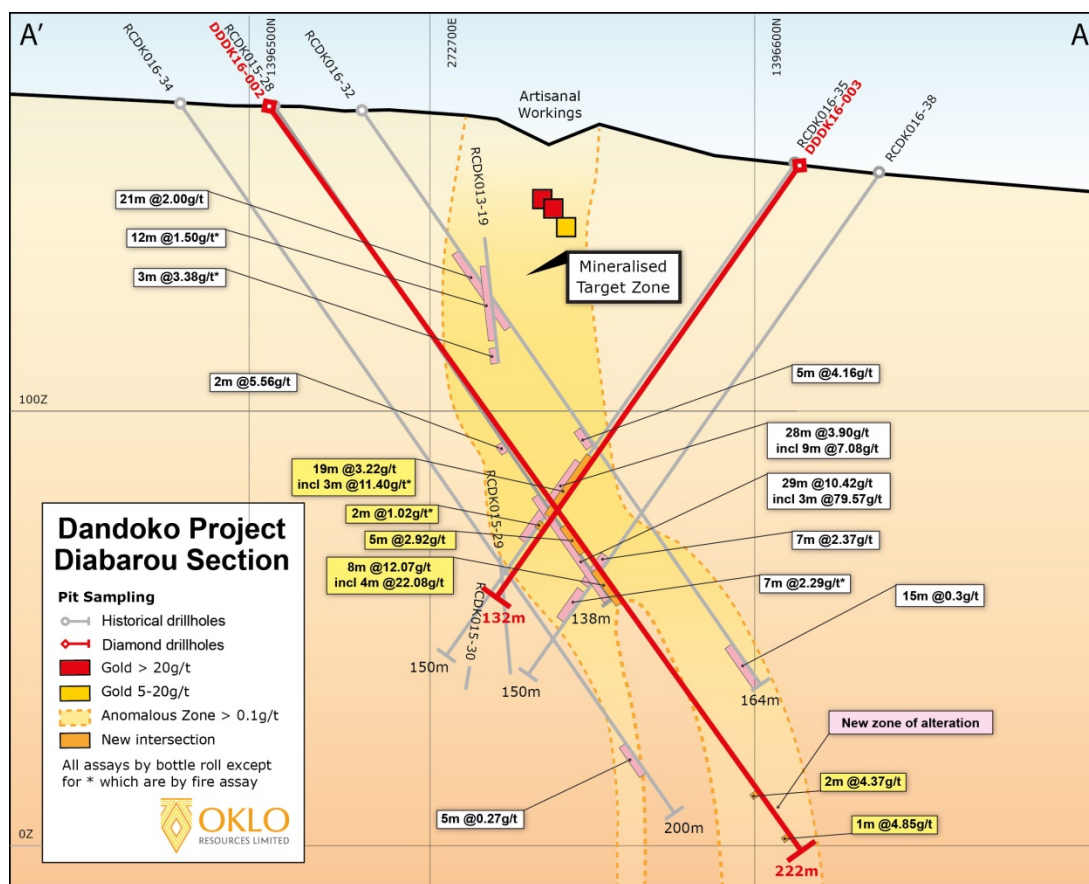 A'
A
RCDK016-34
DDDK16-002
RCDK015-28
1396500N
RCDK016-32
272700E
1396600N
RCDK016-35
DDDK16-003
RCDK016-38
Artisanal
Workings
RCDK013-19
21m @2.00g/t
12m @1.50g/t*
3m @3.38g/t*
Mineralised
Target Zone
2m @5.56g/t
5m @4.16g/t
100Z
28m @3.90g/t
incl 9m @7.08g/t
19m @3.22g/t
incl 3m @11.40g/t*
RCDK015-29
29m @10.42g/t
incl 3m @79.57g/t
2m @1.02g/t*
5m @2.92g/t
7m @2.37g/t
8m @12.07g/t
incl 4m @22.08g/t
7m @2.29g/t*
15m @0.3g/t
132m
138m
RCDK015-30
150m
150m
164m
New zone of alteration
2m @4.37g/t
5m @0.27g/t
200m
1m @4.85g/t
222m
0Z
Dandoko Project
Diabarou Section
Pit Sampling
Historical drillholes
Diamond drillholes
Gold > 20g/t
Gold 5-20g/t
Anomalous Zone > 0.1g/t
New intersection
All assays by bottle roll except
for * which are by fire assay
OKLO
RESOURCES LIMITED